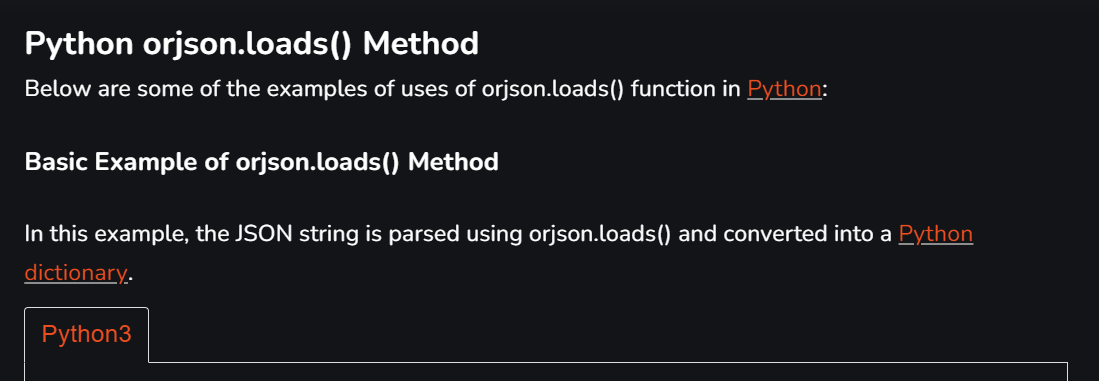 Python orjson.loads() Method
Below are some of the examples of uses of orjson.loads() function in Python:
Basic Example of orjson.loads() Method
In this example, the JSON string is parsed using orjson.loads() and converted into a Python
dictionary.
Python3